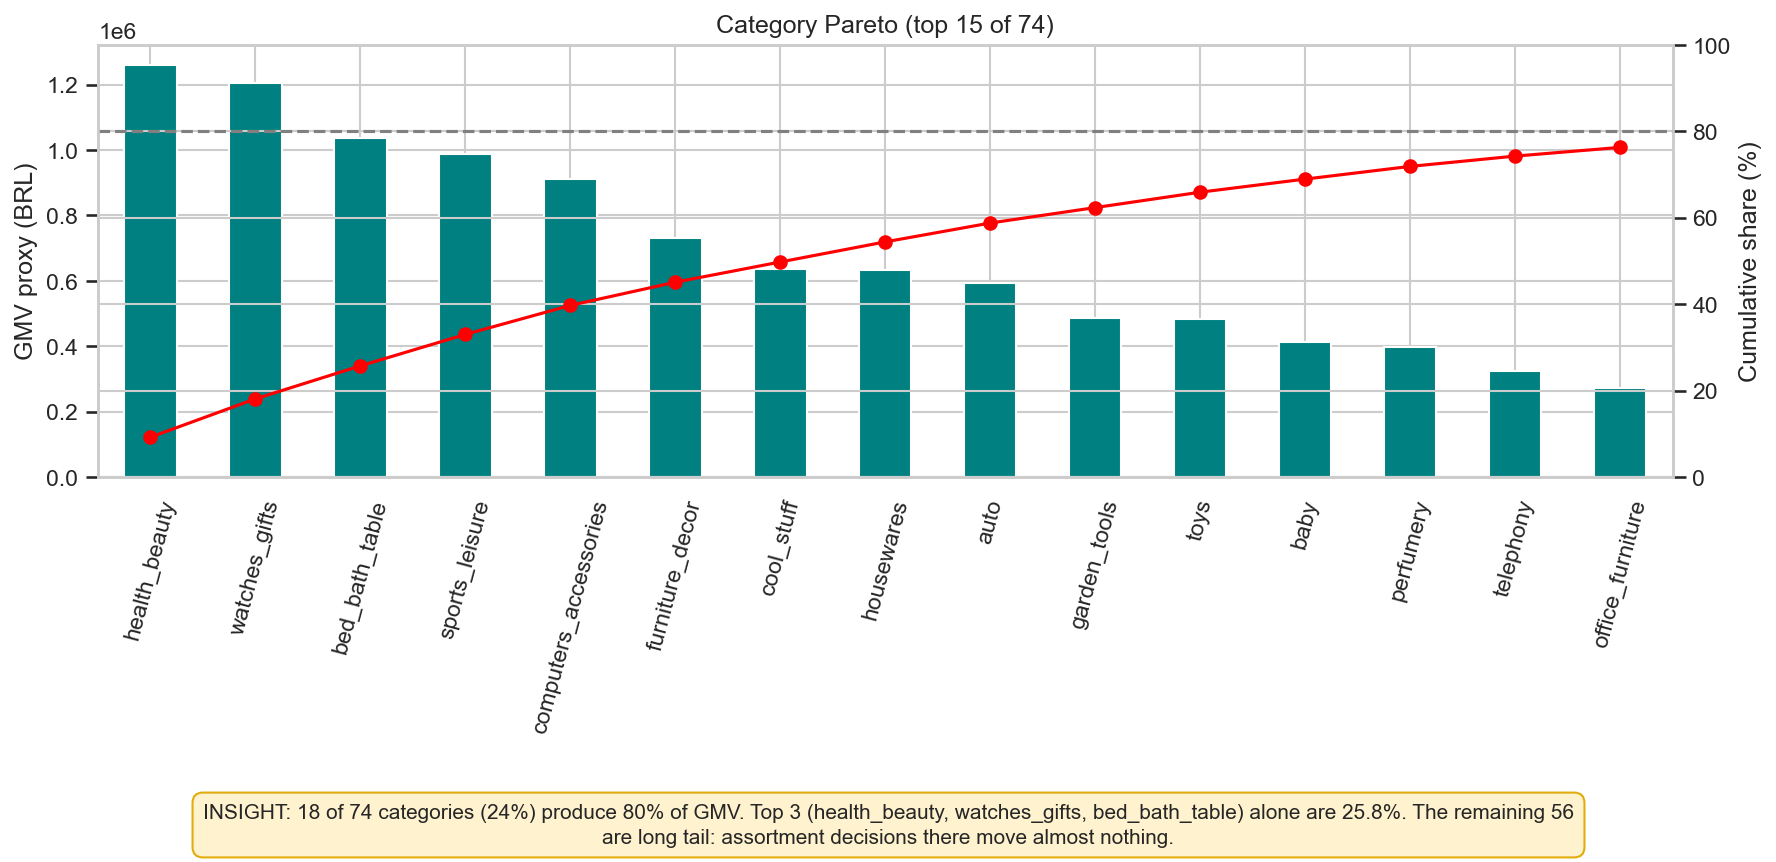 Category Pareto (top 15 of 74)
1e6
GMV proxy (BRL)
1.2
1.0
0.8
0.6
0.4
0.2
0.0
100
80
60
40
20
0
Cumulative share (%)
health_beauty
watches_gifts
bed_bath_table
sports_leisure
computers_accessories
furniture_decor
cool_stuff
housewares
auto
garden_tools
toys
baby
perfumery
telephony
office_furniture
INSIGHT: 18 of 74 categories (24%) produce 80% of GMV. Top 3 (health_beauty, watches_gifts, bed_bath_table) alone are 25.8%. The remaining 56
are long tail: assortment decisions there move almost nothing.